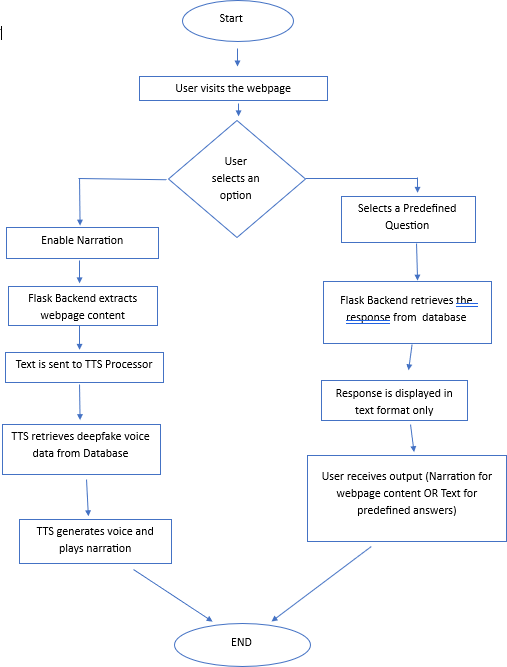 Start
User visits the webpage
User
selects an
option
Enable Narration
Flask Backend extracts
webpage content
Text is sent to TTS Processor
TTS retrieves deepfake voice
data from Database
TTS generates voice and
plays narration
Selects a Predefined
Question
Flask Backend retrieves the
response from database
Response is displayed in
text format only
User receives output (Narration for
webpage content OR Text for
predefined answers)
END